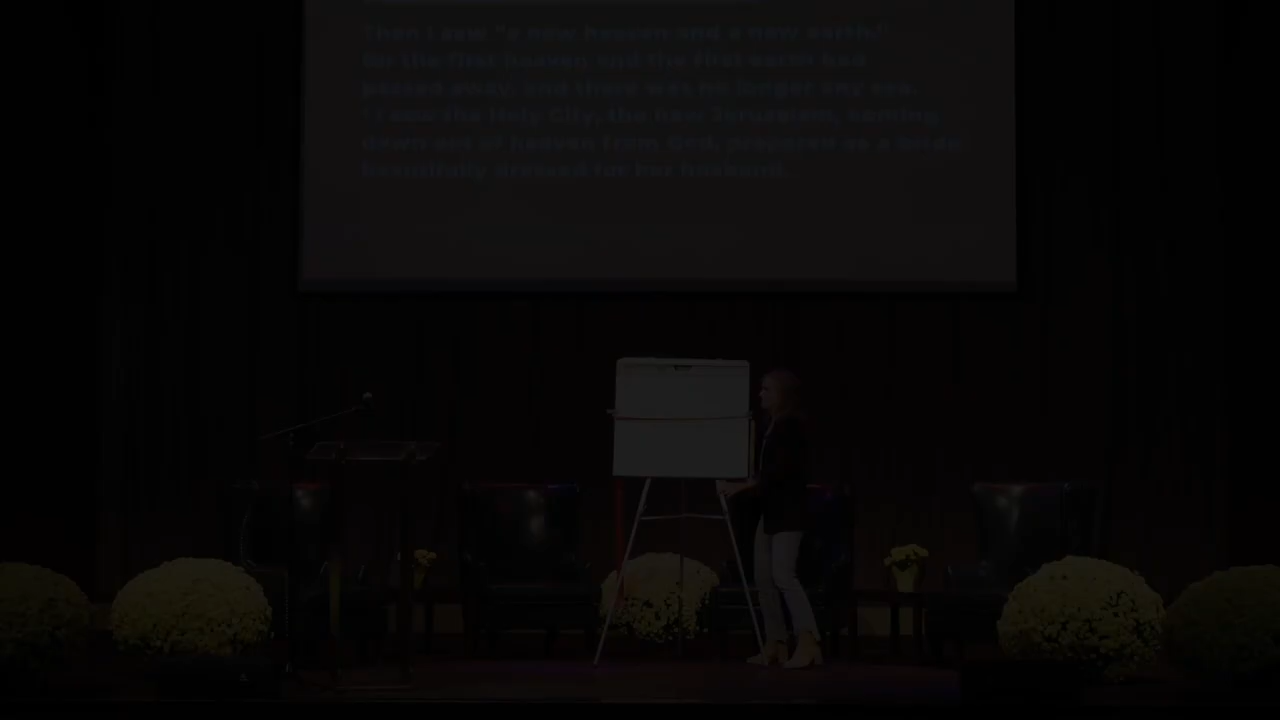 Then I saw "a new heaven and a new earth,"
for the first heaven and the first earth had
passed away, and there was no longer any sea.
² I saw the Holy City, the new Jerusalem, coming
down out of heaven from God, prepared as a bride
beautifully dressed for her husband.